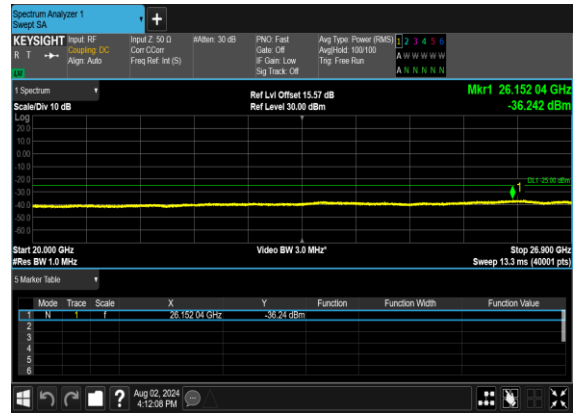 Spectrum Analyzer 1
Swept SA
+
KEYSIGHT Input: RF Input Z: 50 Ω #Atten: 30 dB PNO: Fast Avg Type: Power (RMS) 1 2 3 4 5 6
R T Coupling: DC Corr CCorr Gate: Off Avg|Hold: 100/100 A W W W W W
Align: Auto Freq Ref: Int (S) IF Gain: Low Trig: Free Run
Sig Track: Off A N N N N N
1 Spectrum Ref Lvl Offset 15.57 dB Mkr1 26.152 04 GHz
Scale/Div 10 dB Ref Level 30.00 dBm -36.242 dBm
Log
20.0
10.0
0.00
-10.0
-20.0
DL1 -25.00 dBm
1
-30.0
-40.0
-50.0
-60.0
Start 20.000 GHz Video BW 3.0 MHz* Stop 26.900 GHz
#Res BW 1.0 MHz Sweep 13.3 ms (40001 pts)
5 Marker Table
Mode Trace Scale X Y Function Function Width Function Value
1 N 1 f 26.152 04 GHz -36.24 dBm
2
3
4
5
6
? Aug 02, 2024
4:12:08 PM